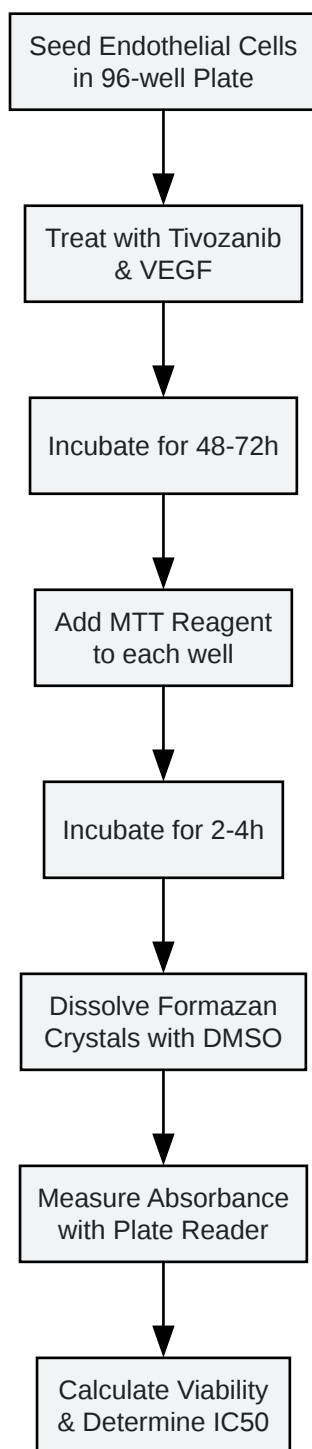 Seed Endothelial Cells
in 96-well Plate
Treat with Tivozanib
& VEGF
Incubate for 48-72h
Add MTT Reagent
to each well
Incubate for 2-4h
Dissolve Formazan
Crystals with DMSO
Measure Absorbance
with Plate Reader
Calculate Viability
& Determine IC50